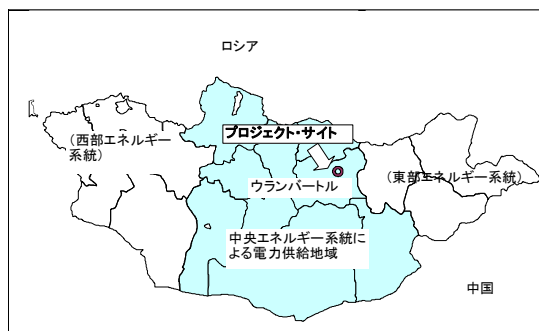 ロシア
プロジェクト・サイト
（西部エネルギー
系統）
（東部エネルギー系統）
ウランバートル
中央エネルギー系統に
よる電力供給地域
中国